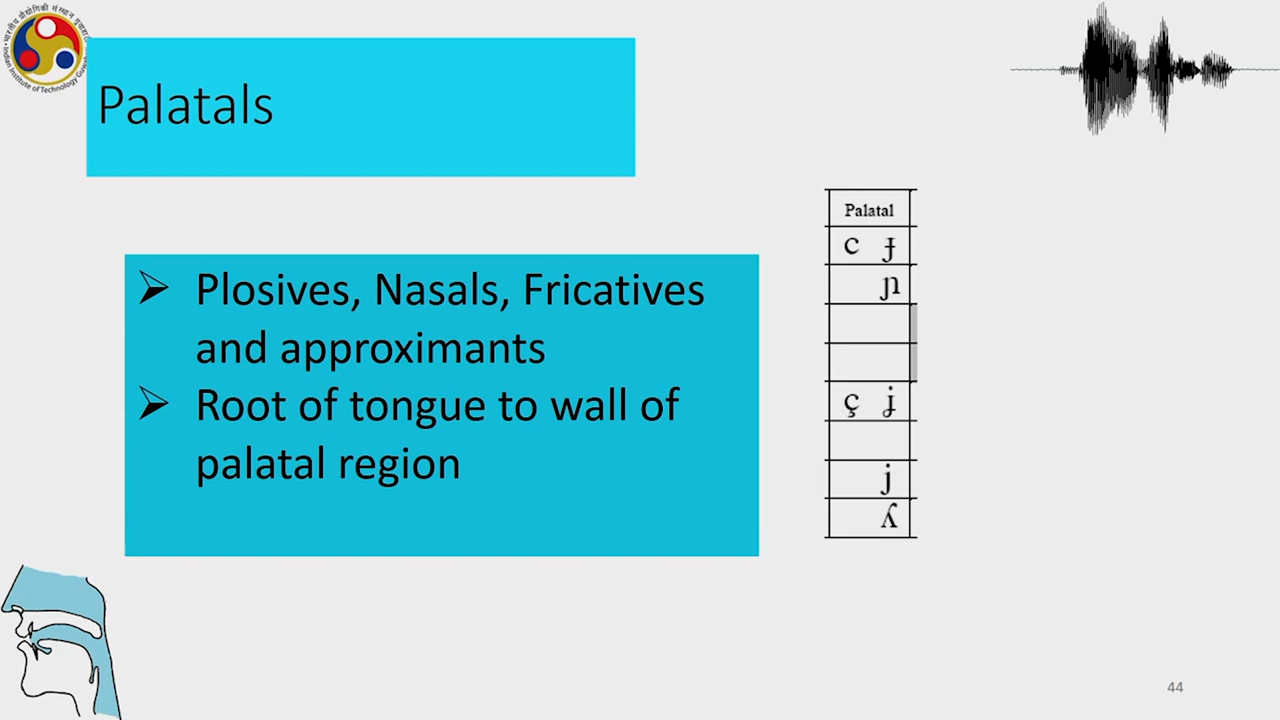 Palatals
➢ Plosives, Nasals, Fricatives
and approximants
➢ Root of tongue to wall of
palatal region
Palatal
c ɟ
ɲ
ç ʝ
j
ʎ
44